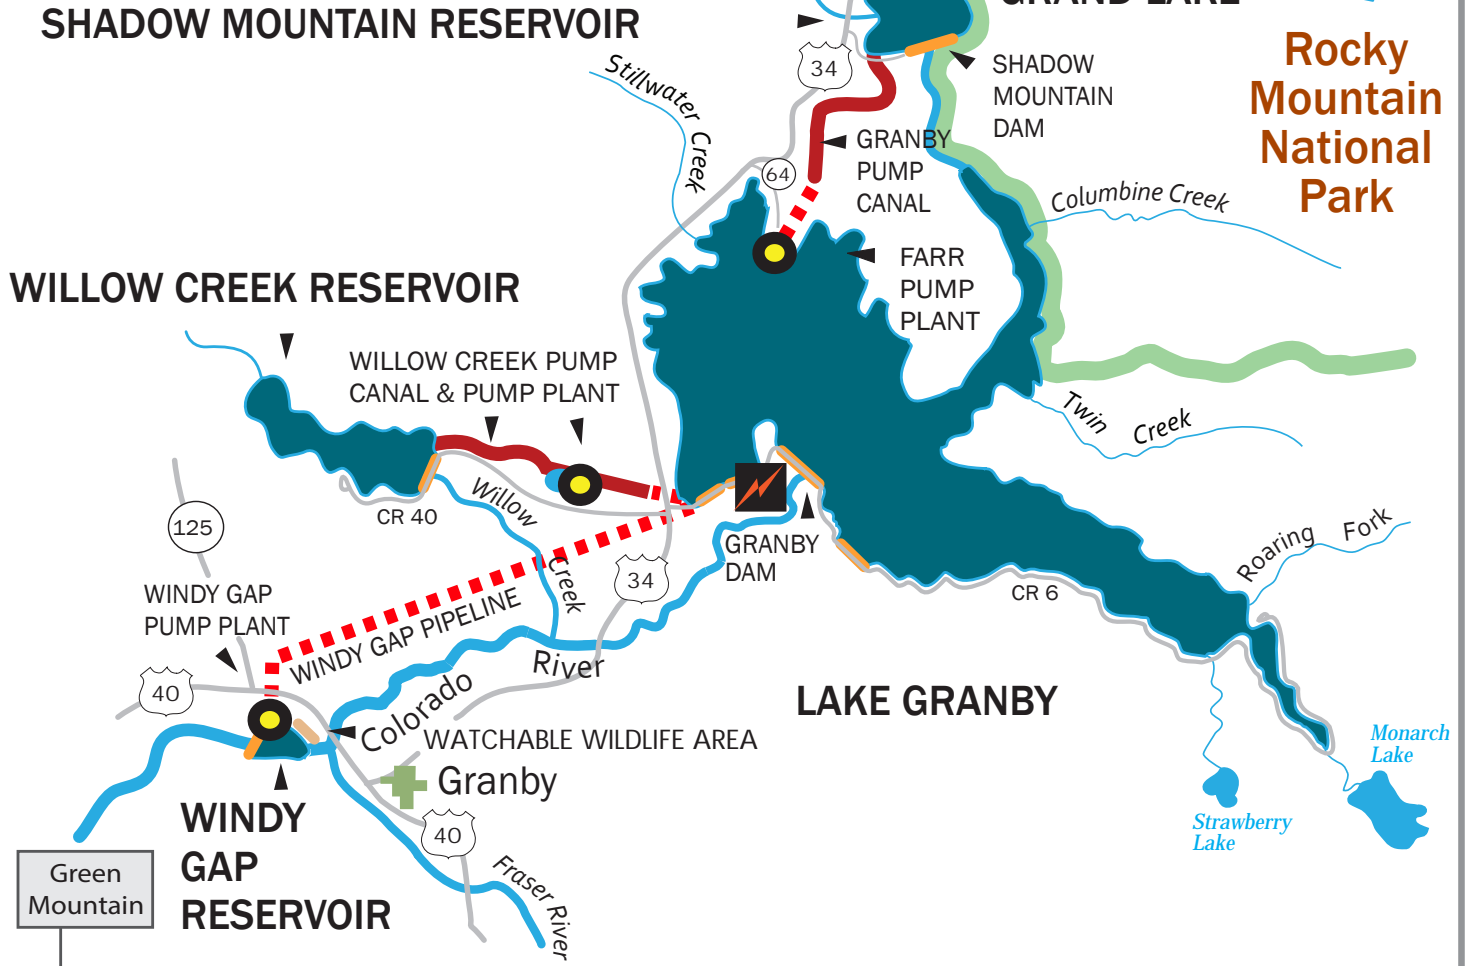 SHADOW MOUNTAIN RESERVOIR
GRAND LAKE
Rocky
Mountain
National
Park
34
SHADOW
MOUNTAIN
DAM
Stillwater Creek
GRANBY
PUMP
CANAL
64
Columbine Creek
FARR
PUMP
PLANT
WILLOW CREEK RESERVOIR
WILLOW CREEK PUMP
CANAL & PUMP PLANT
Twin Creek
Willow Creek
CR 40
125
GRANBY
DAM
34
Roaring Fork
CR 6
WINDY GAP
PUMP PLANT
WINDY GAP PIPELINE
40
Colorado River
LAKE GRANBY
WATCHABLE WILDLIFE AREA
Granby
Monarch
Lake
WINDY
GAP
RESERVOIR
40
Strawberry
Lake
Green
Mountain
Fraser River